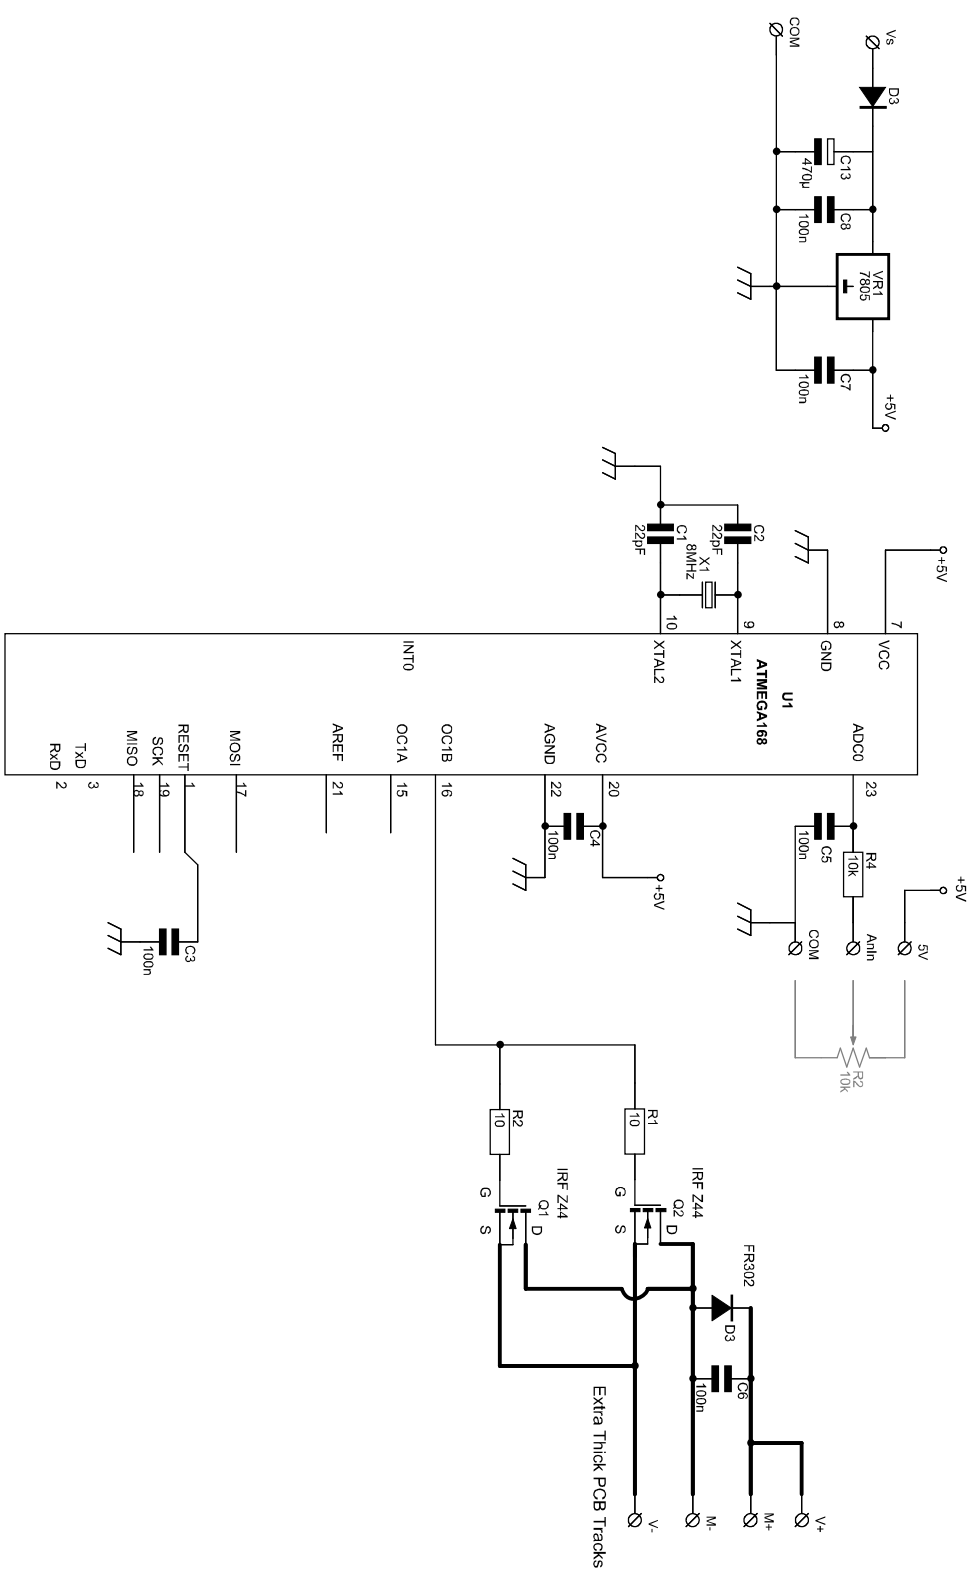 COM
Vs
D3
C13
470µ
C8
100n
VR1
7805
C7
100n
+5V
+5V
C2
22pF
C1
22pF
X1
8MHz
7
8
9
10
VCC
GND
XTAL1
XTAL2
INT0
U1
ATMEGA168
ADC0
AVCC
AGND
OC1B
OC1A
AREF
MOSI
RESET
SCK
MISO
TxD
RxD
23
20
22
16
15
21
17
1
19
18
3
2
C4
100n
+5V
C5
100n
R4
10k
+5V
5V
AnIn
COM
R2
10k
C3
100n
R1
10
R2
10
IRF Z44
Q2
G
D
S
IRF Z44
Q1
G
D
S
FR302
D3
C6
100n
V+
M+
M-
V-
Extra Thick PCB Tracks